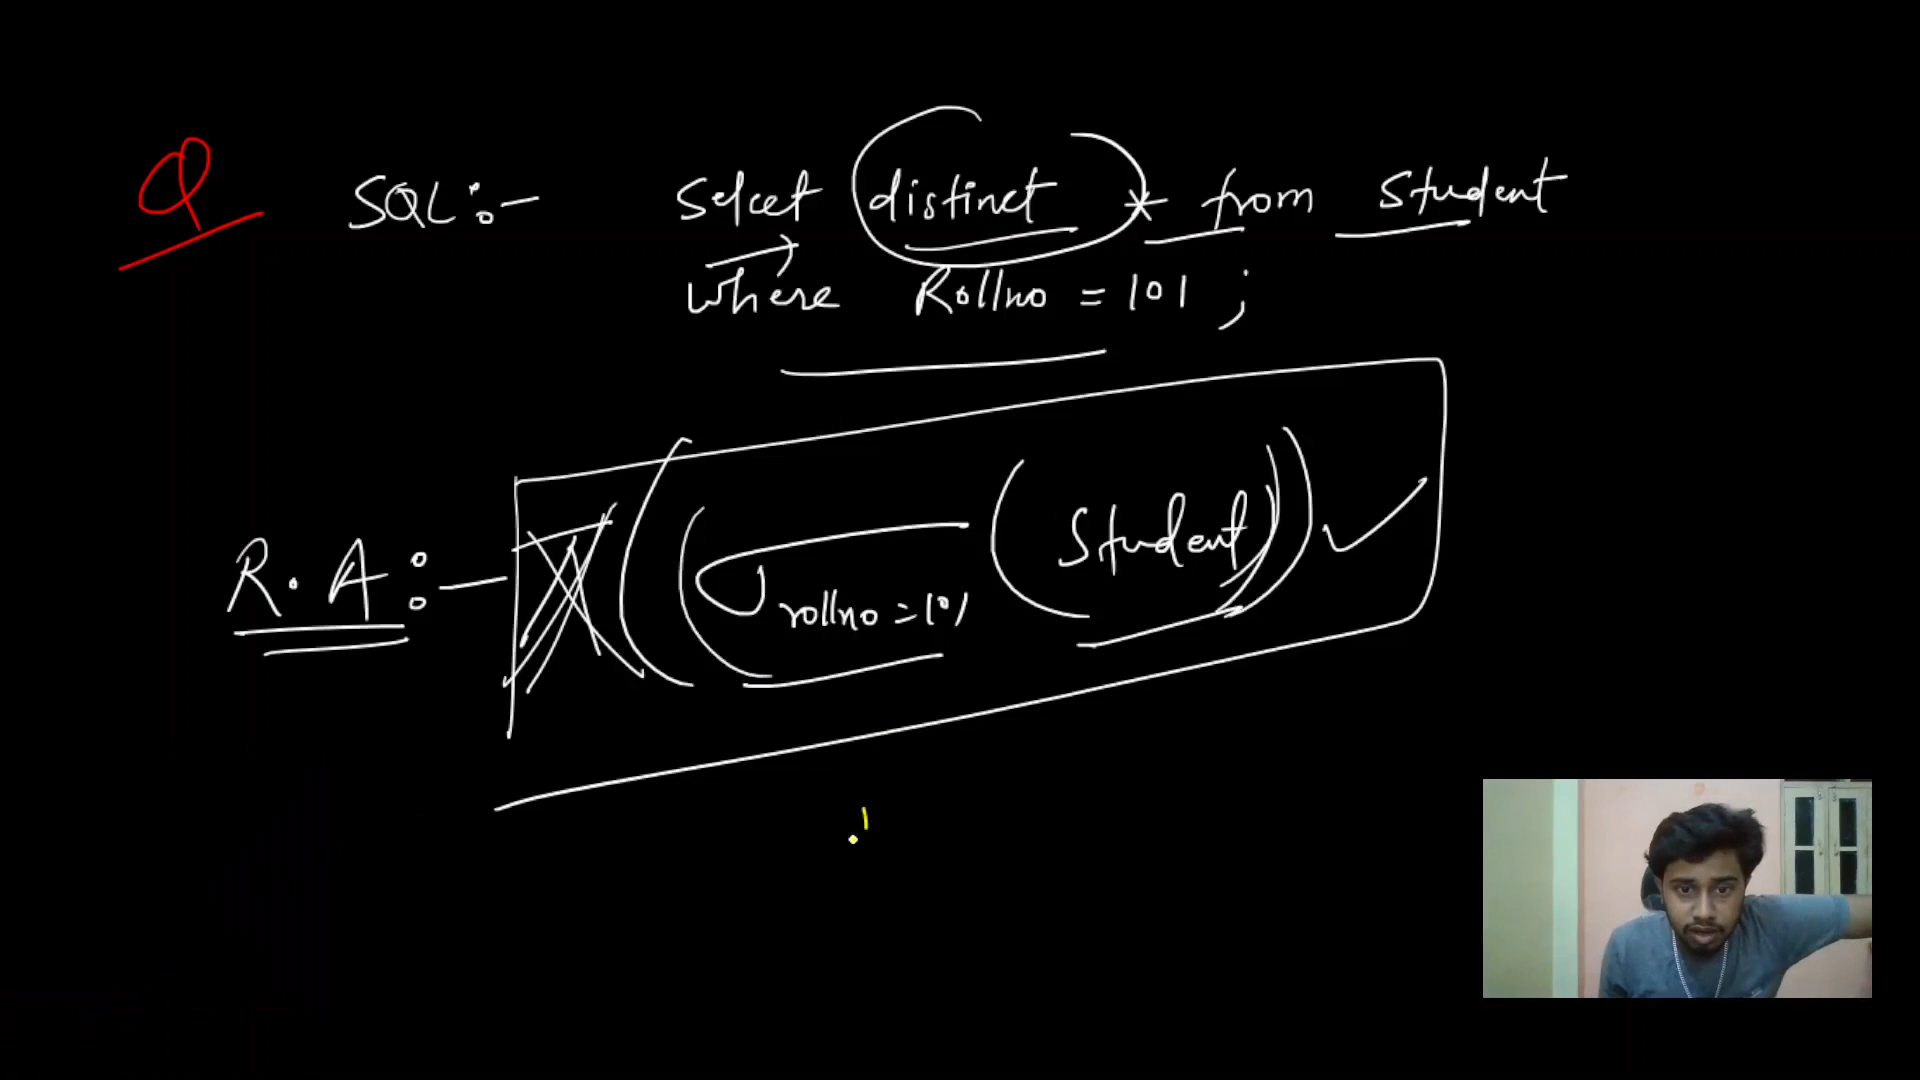 Q SQL:- Select distinct * from Student
where Rollno = 101 ;
R.A:- ((σ rollno = 101 (Student)))